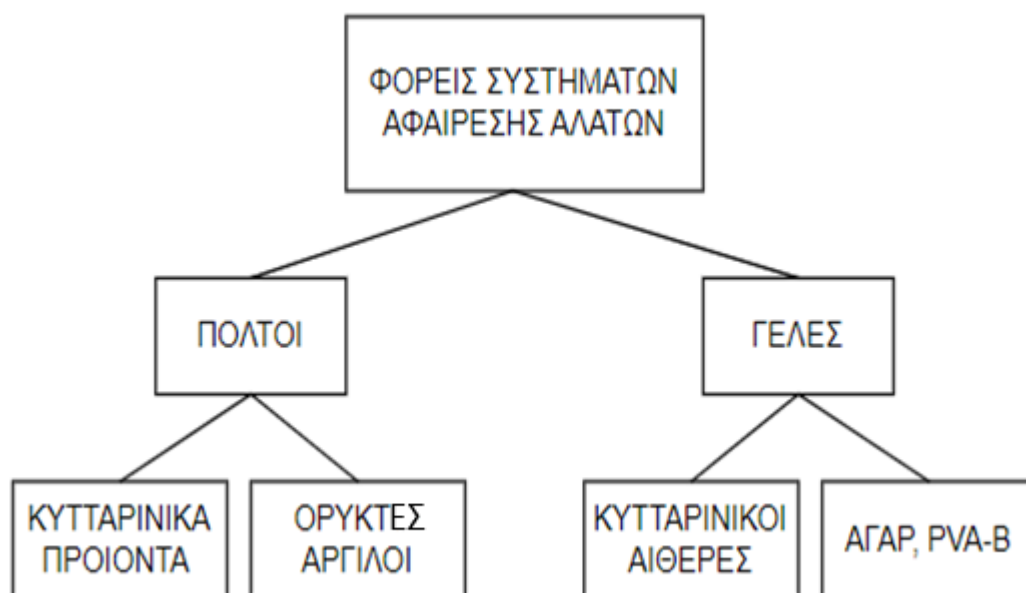 ΦΟΡΕΙΣ ΣΥΣΤΗΜΑΤΩΝ
ΑΦΑΙΡΕΣΗΣ ΑΛΑΤΩΝ
ΠΟΛΤΟΙ
ΓΕΛΕΣ
ΚΥΤΤΑΡΙΝΙΚΑ
ΠΡΟΙΟΝΤΑ
ΟΡΥΚΤΕΣ
ΑΡΓΙΛΟΙ
ΚΥΤΤΑΡΙΝΙΚΟΙ
ΑΙΘΕΡΕΣ
ΑΓΑΡ, PVA-B